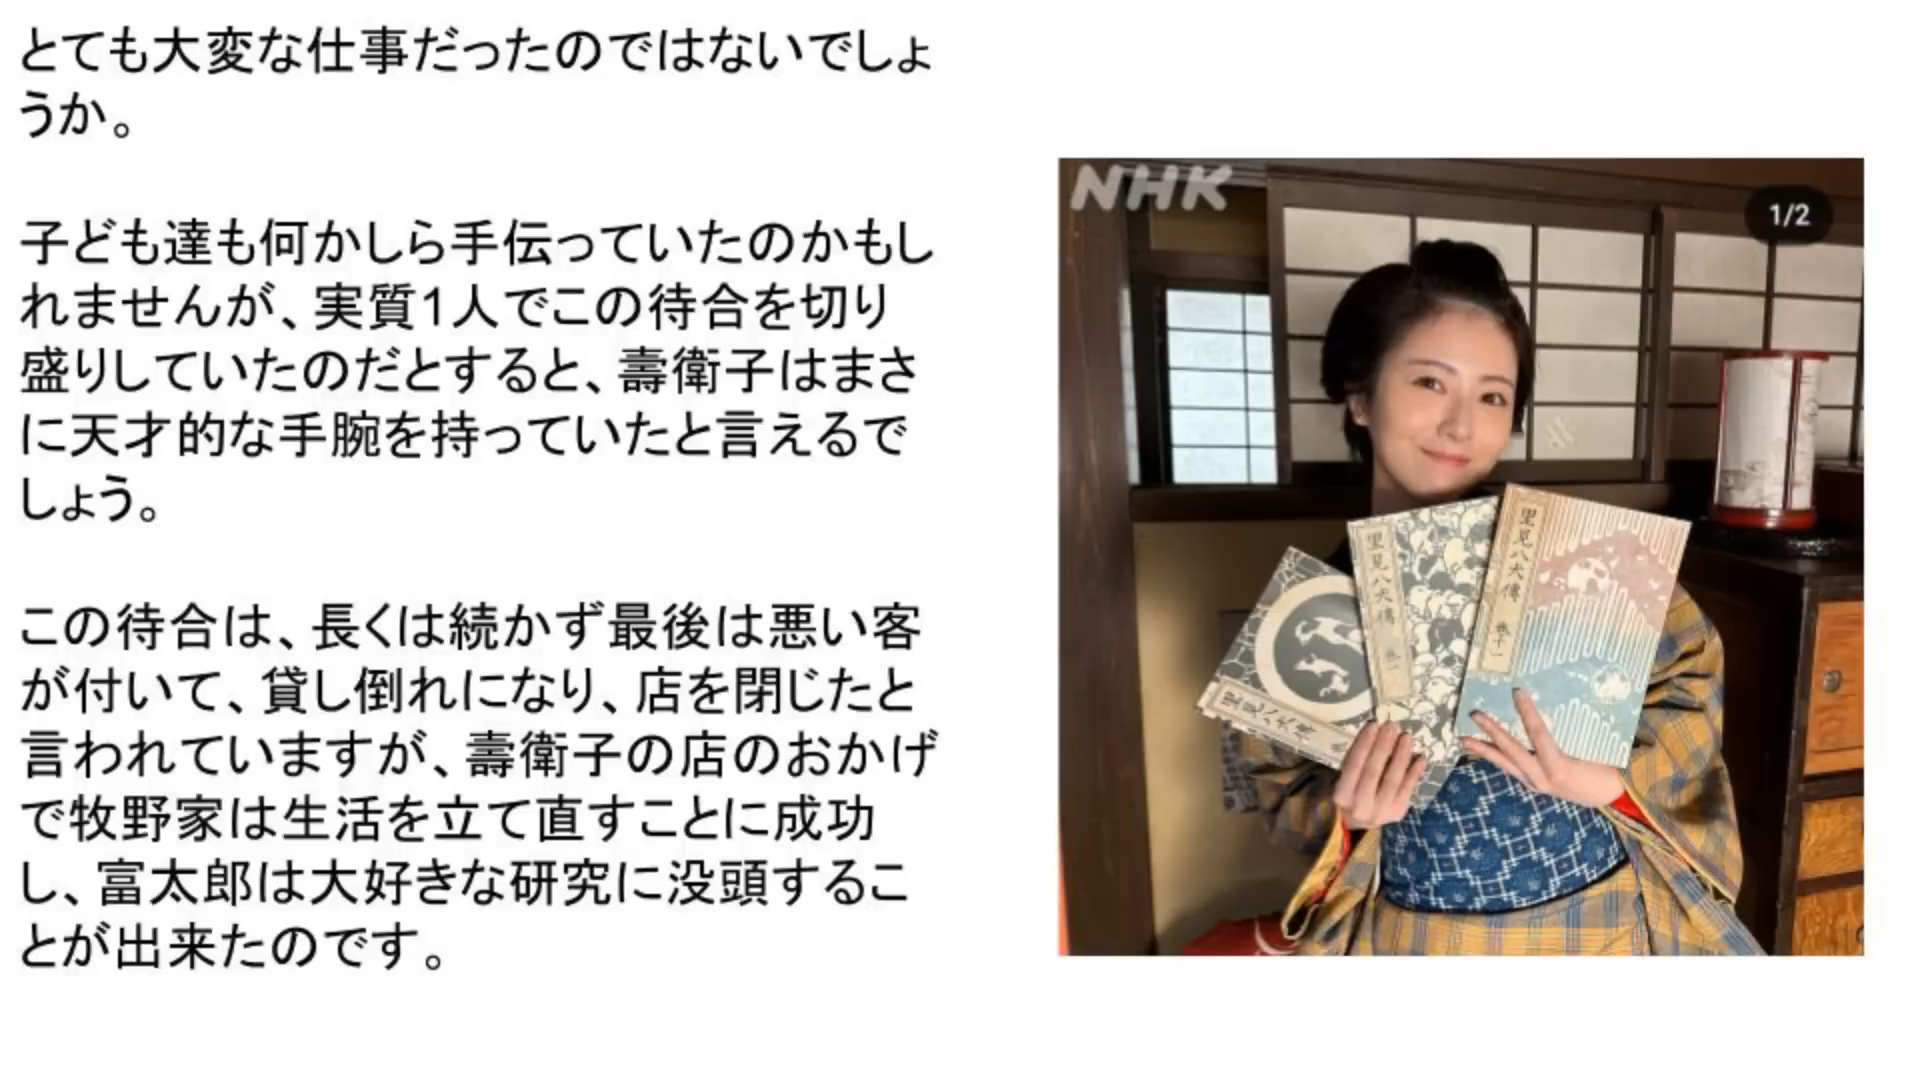 とても大変な仕事だったのではないでしょ
うか。
子ども達も何かしら手伝っていたのかもし
れませんが、実質1人でこの待合を切り
盛りしていたのだとすると、壽衛子はまさ
に天才的な手腕を持っていたと言えるで
しょう。
この待合は、長くは続かず最後は悪い客
が付いて、貸し倒れになり、店を閉じたと
言われていますが、壽衛子の店のおかげ
で牧野家は生活を立て直すことに成功
し、富太郎は大好きな研究に没頭するこ
とが出来たのです。
NHK
1/2
里見八犬傳
里見八犬傳
里見八犬傳 巻十一